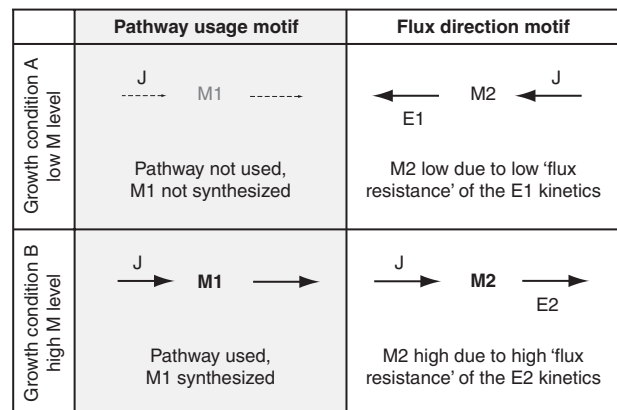 Pathway usage motif
Flux direction motif
Growth condition A
low M level
J
M1
Pathway not used,
M1 not synthesized
M2
J
E1
M2 low due to low ‘flux
resistance’ of the E1 kinetics
Growth condition B
high M level
J
M1
Pathway used,
M1 synthesized
J
M2
E2
M2 high due to high ‘flux
resistance’ of the E2 kinetics